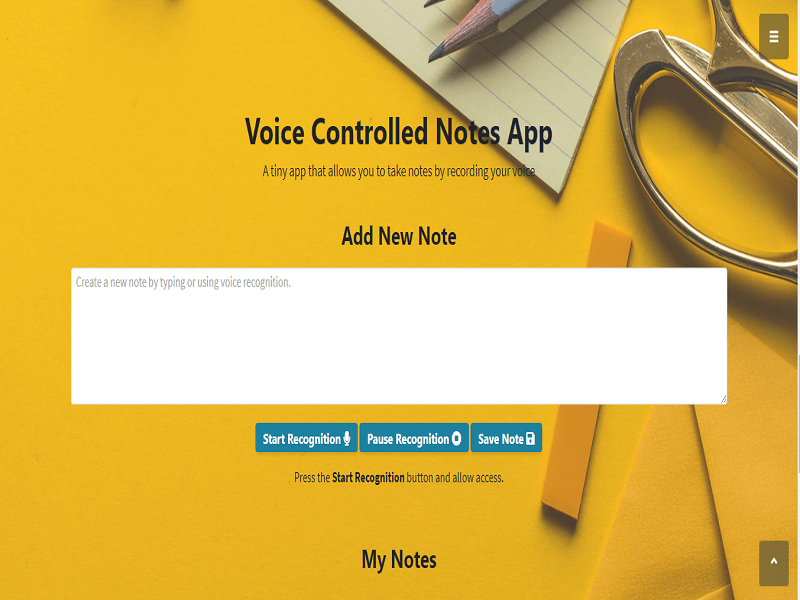 Voice Controlled Notes App
A tiny app that allows you to take notes by recording your voice
Add New Note
Create a new note by typing or using voice recognition.
Start Recognition Pause Recognition Save Note
Press the Start Recognition button and allow access.
My Notes